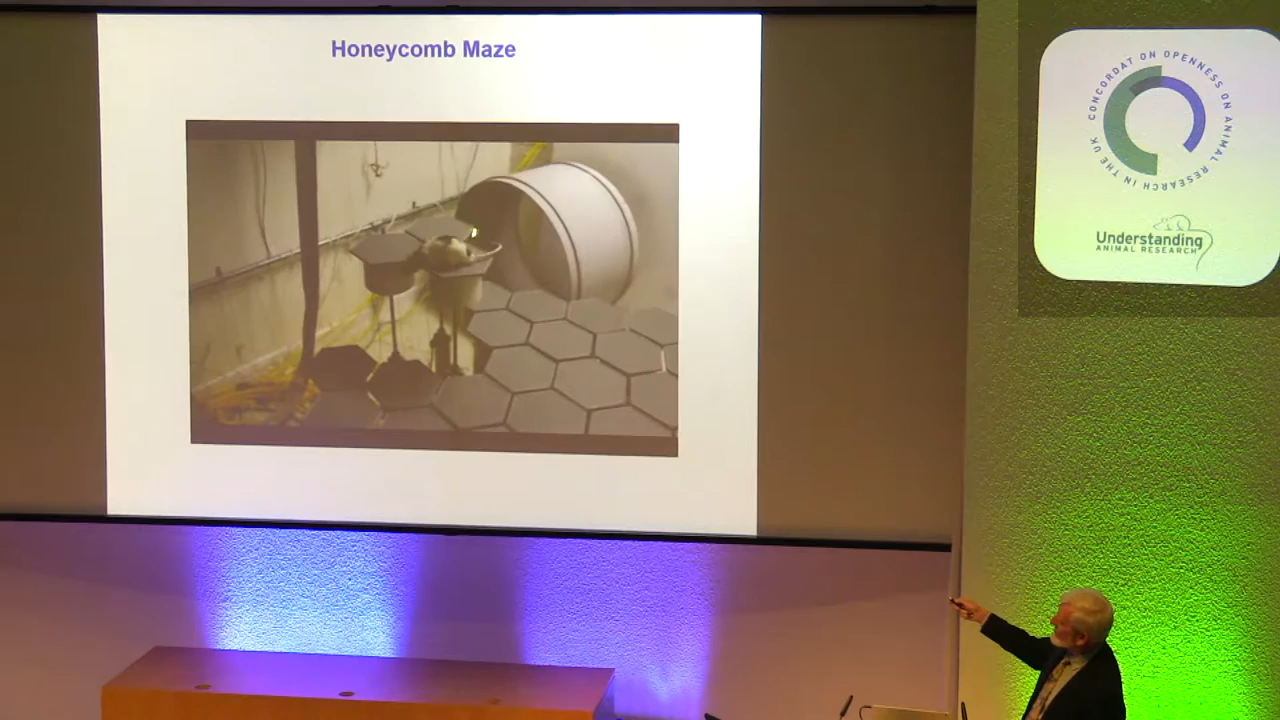 Honeycomb Maze
CONCORDAT ON OPENNESS ON ANIMAL RESEARCH IN THE UK
Understanding
ANIMAL RESEARCH